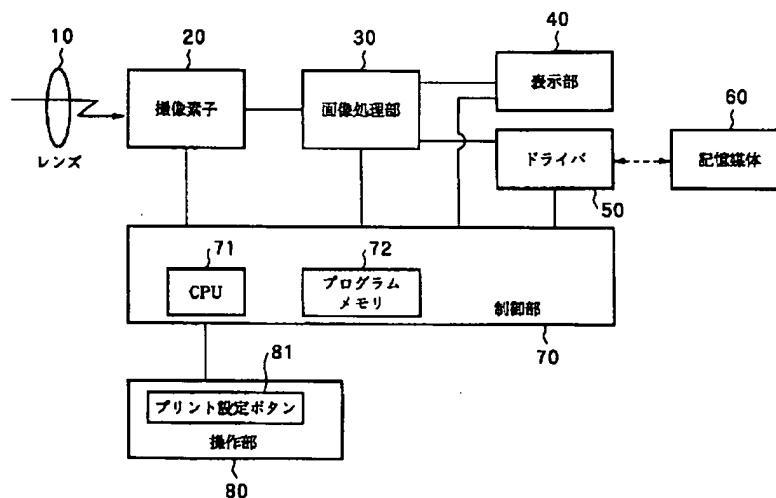 10
20
30
40
レンズ
撮像素子
画像処理部
表示部
60
ドライバ
記憶媒体
50
71
72
CPU
プログラム
メモリ
制御部
70
81
プリント設定ボタン
操作部
80